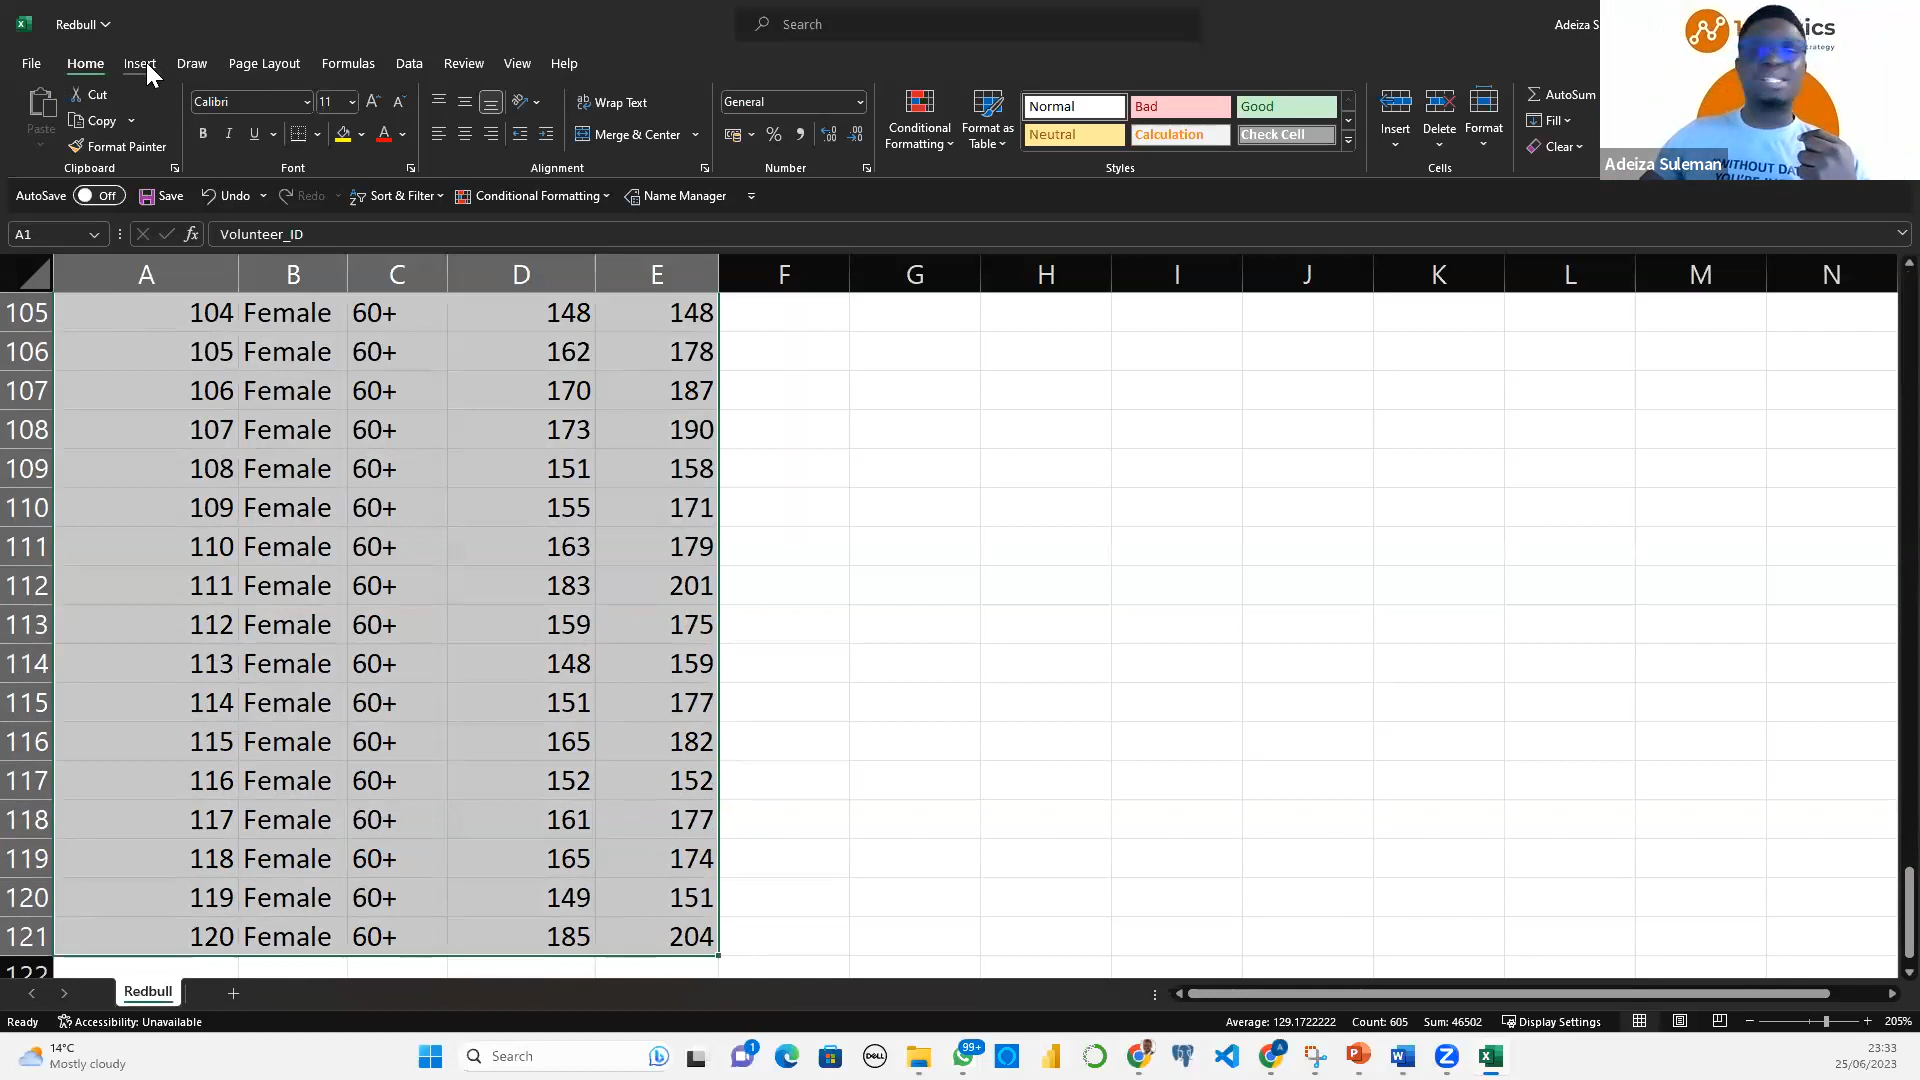 Redbull
Search
Adeiza S
File Home Insert Draw Page Layout Formulas Data Review View Help
Paste
Cut
Copy
Format Painter
Clipboard
Calibri 11
B I U
Font
Wrap Text
Merge & Center
Alignment
General
Number
Conditional Formatting
Format as Table
Normal Bad Good
Neutral Calculation Check Cell
Styles
Insert Delete Format
Cells
AutoSum
Fill
Clear
Adeiza Suleman
WITHOUT DA
AutoSave Off Save Undo Redo Sort & Filter Conditional Formatting Name Manager
A1 fx Volunteer_ID
A B C D E F G H I J K L M N
105 104 Female 60+ 148 148
106 105 Female 60+ 162 178
107 106 Female 60+ 170 187
108 107 Female 60+ 173 190
109 108 Female 60+ 151 158
110 109 Female 60+ 155 171
111 110 Female 60+ 163 179
112 111 Female 60+ 183 201
113 112 Female 60+ 159 175
114 113 Female 60+ 148 159
115 114 Female 60+ 151 177
116 115 Female 60+ 165 182
117 116 Female 60+ 152 152
118 117 Female 60+ 161 177
119 118 Female 60+ 165 174
120 119 Female 60+ 149 151
121 120 Female 60+ 185 204
122
Redbull
Ready Accessibility: Unavailable Average: 129.1722222 Count: 605 Sum: 46502 Display Settings 205%
14°C
Mostly cloudy
Search
1
DELL
99+
23:33
25/06/2023